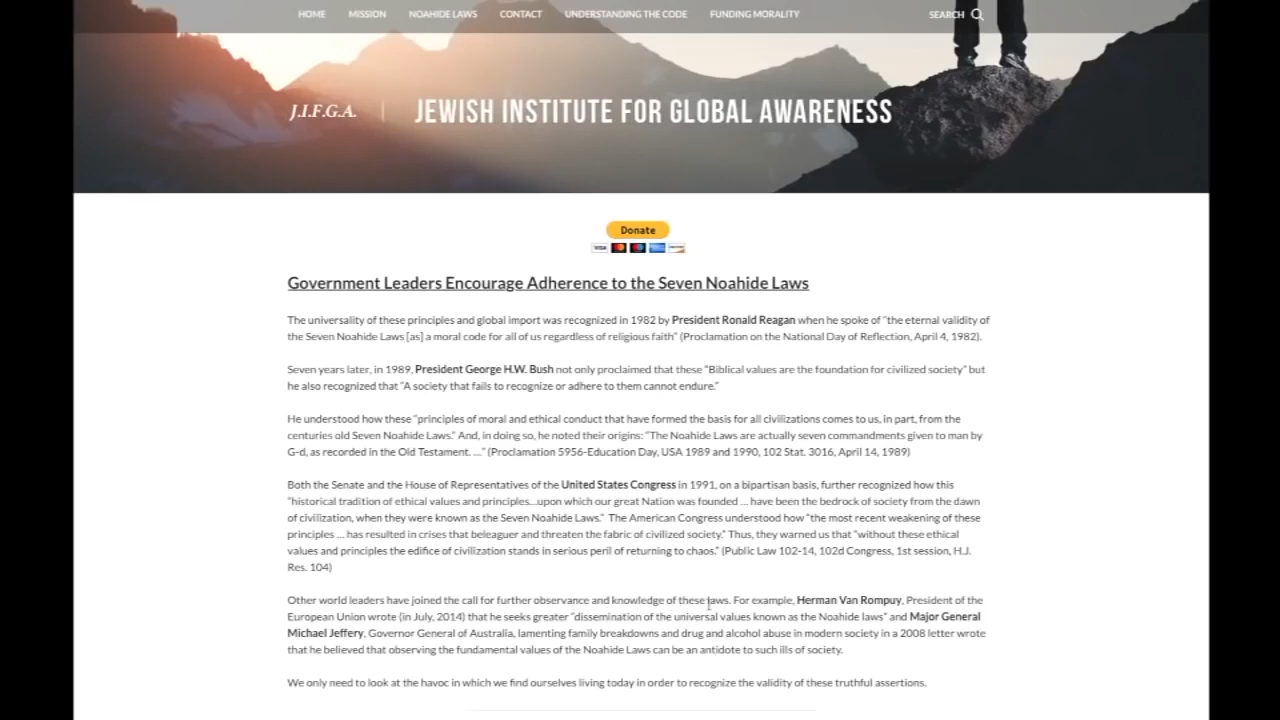 HOME MISSION NOAHIDE LAWS CONTACT UNDERSTANDING THE CODE FUNDING MORALITY SEARCH
J.I.F.G.A. | JEWISH INSTITUTE FOR GLOBAL AWARENESS
Donate
VISA
Government Leaders Encourage Adherence to the Seven Noahide Laws
The universality of these principles and global import was recognized in 1982 by President Ronald Reagan when he spoke of "the eternal validity of
the Seven Noahide Laws [as] a moral code for all of us regardless of religious faith" (Proclamation on the National Day of Reflection, April 4, 1982).
Seven years later, in 1989, President George H.W. Bush not only proclaimed that these "Biblical values are the foundation for civilized society" but
he also recognized that "A society that fails to recognize or adhere to them cannot endure."
He understood how these "principles of moral and ethical conduct that have formed the basis for all civilizations comes to us, in part, from the
centuries old Seven Noahide Laws." And, in doing so, he noted their origins: "The Noahide Laws are actually seven commandments given to man by
G-d, as recorded in the Old Testament. ..." (Proclamation 5956-Education Day, USA 1989 and 1990, 102 Stat. 3016, April 14, 1989)
Both the Senate and the House of Representatives of the United States Congress in 1991, on a bipartisan basis, further recognized how this
"historical tradition of ethical values and principles...upon which our great Nation was founded ... have been the bedrock of society from the dawn
of civilization, when they were known as the Seven Noahide Laws." The American Congress understood how "the most recent weakening of these
principles ... has resulted in crises that beleaguer and threaten the fabric of civilized society." Thus, they warned us that "without these ethical
values and principles the edifice of civilization stands in serious peril of returning to chaos." (Public Law 102-14, 102d Congress, 1st session, H.J.
Res. 104)
Other world leaders have joined the call for further observance and knowledge of these laws. For example, Herman Van Rompuy, President of the
European Union wrote (in July, 2014) that he seeks greater "dissemination of the universal values known as the Noahide laws" and Major General
Michael Jeffery, Governor General of Australia, lamenting family breakdowns and drug and alcohol abuse in modern society in a 2008 letter wrote
that he believed that observing the fundamental values of the Noahide Laws can be an antidote to such ills of society.
We only need to look at the havoc in which we find ourselves living today in order to recognize the validity of these truthful assertions.